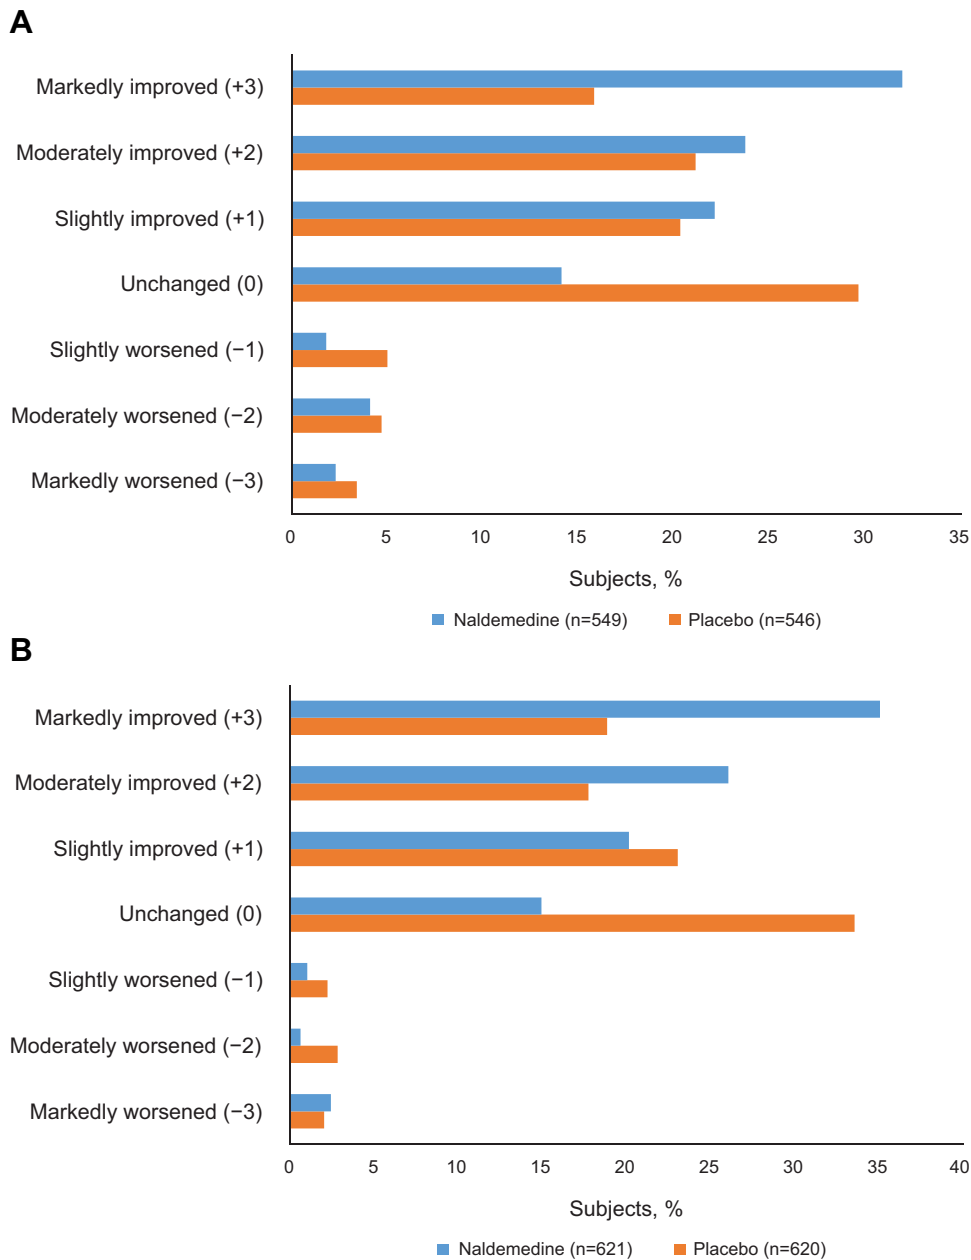 A
Markedly improved (+3)
Moderately improved (+2)
Slightly improved (+1)
Unchanged (0)
Slightly worsened (−1)
Moderately worsened (−2)
Markedly worsened (−3)
0 5 10 15 20 25 30 35
Subjects, %
Naldemedine (n=549) Placebo (n=546)
B
Markedly improved (+3)
Moderately improved (+2)
Slightly improved (+1)
Unchanged (0)
Slightly worsened (−1)
Moderately worsened (−2)
Markedly worsened (−3)
0 5 10 15 20 25 30 35 40
Subjects, %
Naldemedine (n=621) Placebo (n=620)